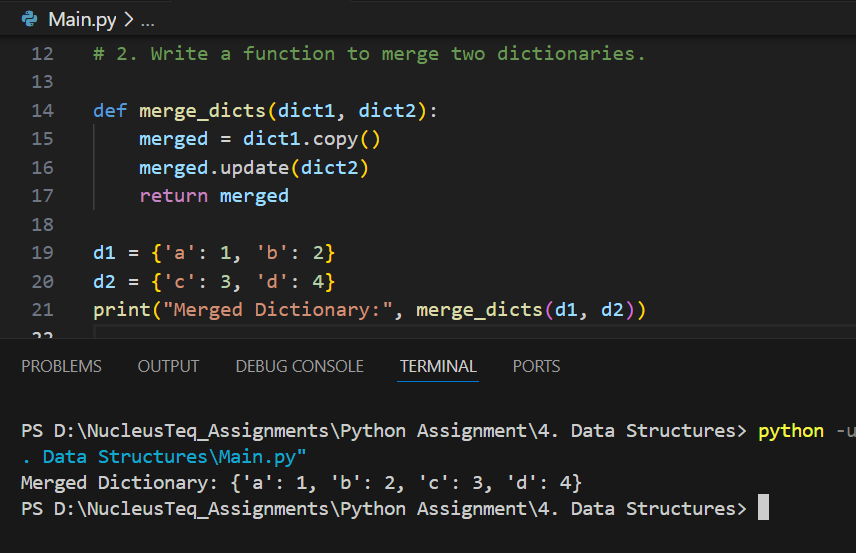 Main.py > ...
12 # 2. Write a function to merge two dictionaries.
13
14 def merge_dicts(dict1, dict2):
15     merged = dict1.copy()
16     merged.update(dict2)
17     return merged
18
19 d1 = {'a': 1, 'b': 2}
20 d2 = {'c': 3, 'd': 4}
21 print("Merged Dictionary:", merge_dicts(d1, d2))
22
PROBLEMS OUTPUT DEBUG CONSOLE TERMINAL PORTS
PS D:\NucleusTeq_Assignments\Python Assignment\4. Data Structures> python -u
. Data Structures\Main.py"
Merged Dictionary: {'a': 1, 'b': 2, 'c': 3, 'd': 4}
PS D:\NucleusTeq_Assignments\Python Assignment\4. Data Structures>